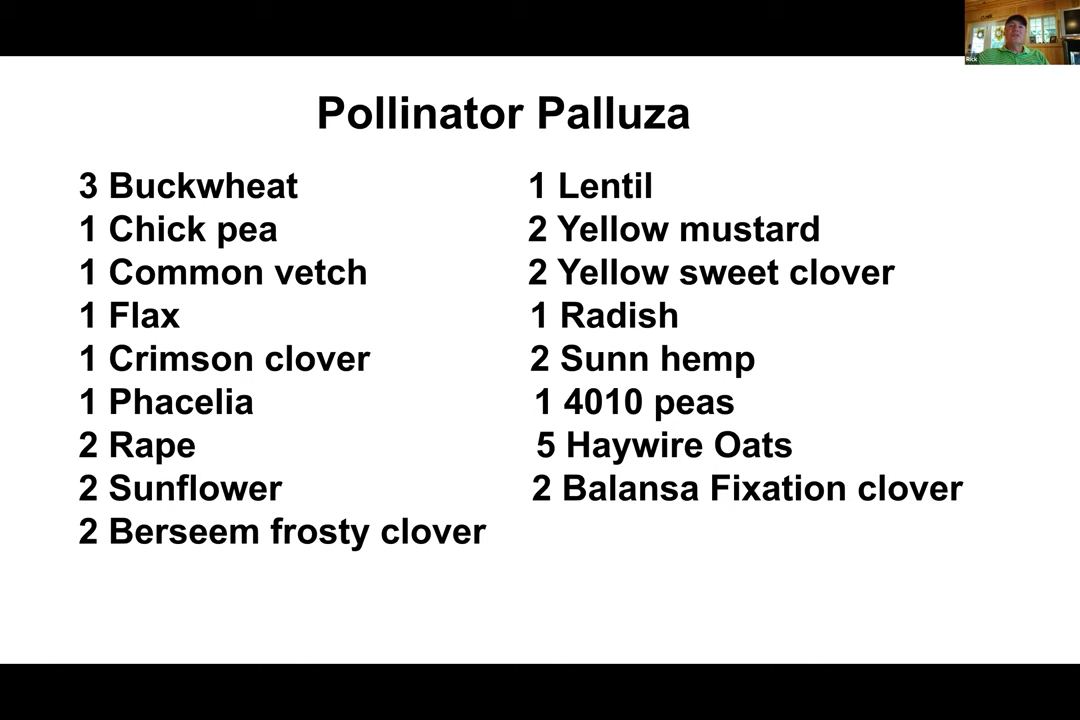 Pollinator Palluza
3 Buckwheat
1 Chick pea
1 Common vetch
1 Flax
1 Crimson clover
1 Phacelia
2 Rape
2 Sunflower
2 Berseem frosty clover
1 Lentil
2 Yellow mustard
2 Yellow sweet clover
1 Radish
2 Sunn hemp
1 4010 peas
5 Haywire Oats
2 Balansa Fixation clover
Rick